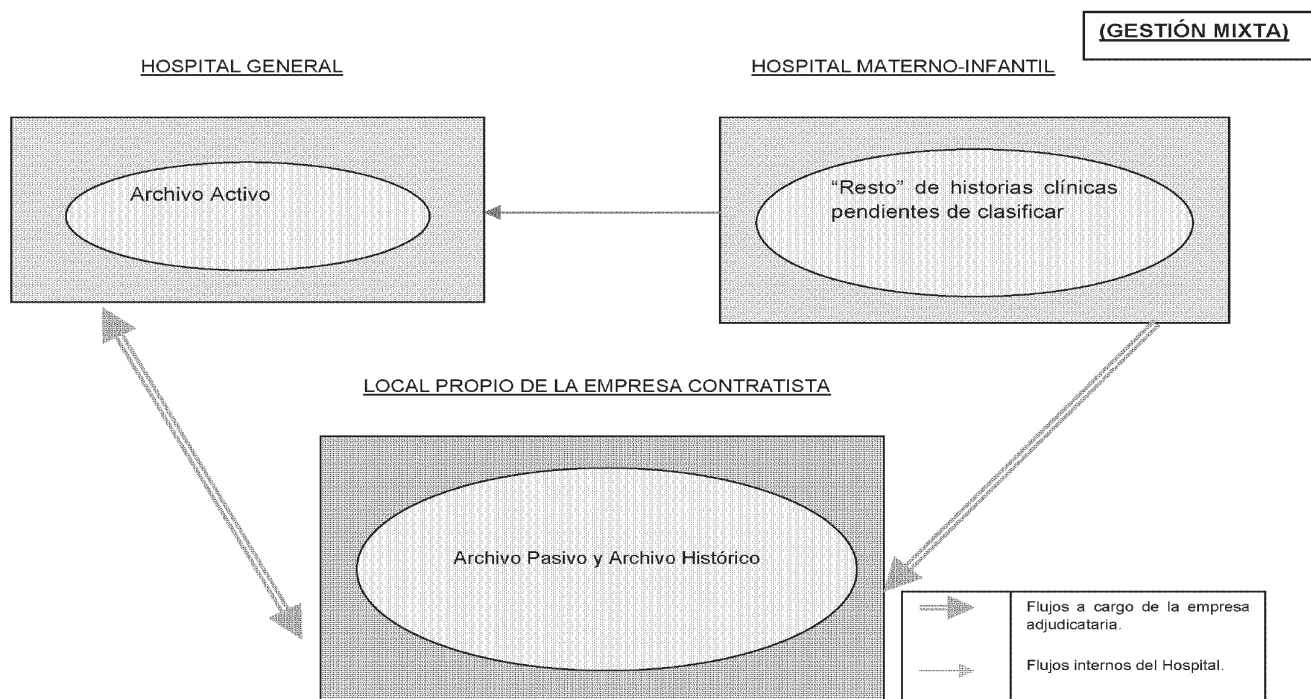 (GESTIÓN MIXTA)
HOSPITAL GENERAL
HOSPITAL MATERNO-INFANTIL
Archivo Activo
“Resto” de historias clínicas
pendientes de clasificar
LOCAL PROPIO DE LA EMPRESA CONTRATISTA
Archivo Pasivo y Archivo Histórico
Flujos a cargo de la empresa
adjudicataria.
Flujos internos del Hospital.